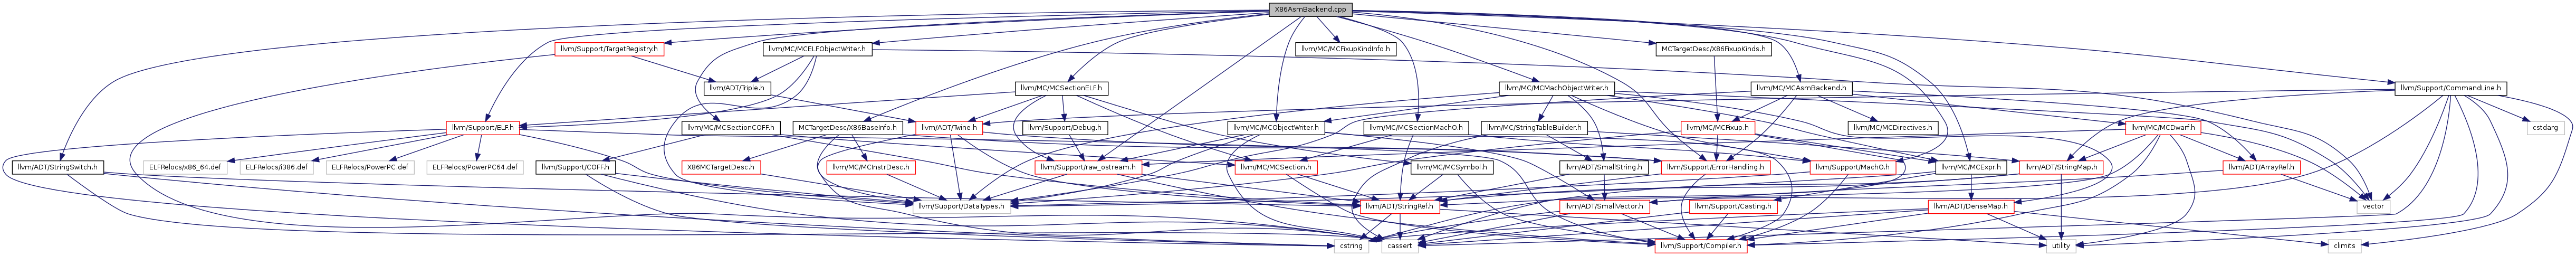 X86AsmBackend.cpp
llvm/Support/TargetRegistry.h
llvm/MC/MCELFObjectWriter.h
llvm/MC/MCFixupKindInfo.h
MCTargetDesc/X86FixupKinds.h
llvm/ADT/Triple.h
llvm/MC/MCSectionELF.h
llvm/MC/MCMachObjectWriter.h
llvm/MC/MCAsmBackend.h
llvm/Support/CommandLine.h
llvm/Support/ELF.h
llvm/MC/MCSectionCOFF.h
MCTargetDesc/X86BaseInfo.h
llvm/ADT/Twine.h
llvm/Support/Debug.h
llvm/MC/MCObjectWriter.h
llvm/MC/MCSectionMachO.h
llvm/MC/StringTableBuilder.h
llvm/MC/MCFixup.h
llvm/MC/MCDirectives.h
llvm/MC/MCDwarf.h
cstdarg
llvm/ADT/StringSwitch.h
ELFRelocs/x86_64.def
ELFRelocs/i386.def
ELFRelocs/PowerPC.def
ELFRelocs/PowerPC64.def
llvm/Support/COFF.h
X86MCTargetDesc.h
llvm/MC/MCInstrDesc.h
llvm/Support/raw_ostream.h
llvm/MC/MCSection.h
llvm/MC/MCSymbol.h
llvm/ADT/SmallString.h
llvm/Support/ErrorHandling.h
llvm/Support/MachO.h
llvm/MC/MCExpr.h
llvm/ADT/StringMap.h
llvm/ADT/ArrayRef.h
llvm/Support/DataTypes.h
llvm/ADT/StringRef.h
llvm/ADT/SmallVector.h
llvm/Support/Casting.h
llvm/ADT/DenseMap.h
vector
cstring
cassert
llvm/Support/Compiler.h
utility
climits